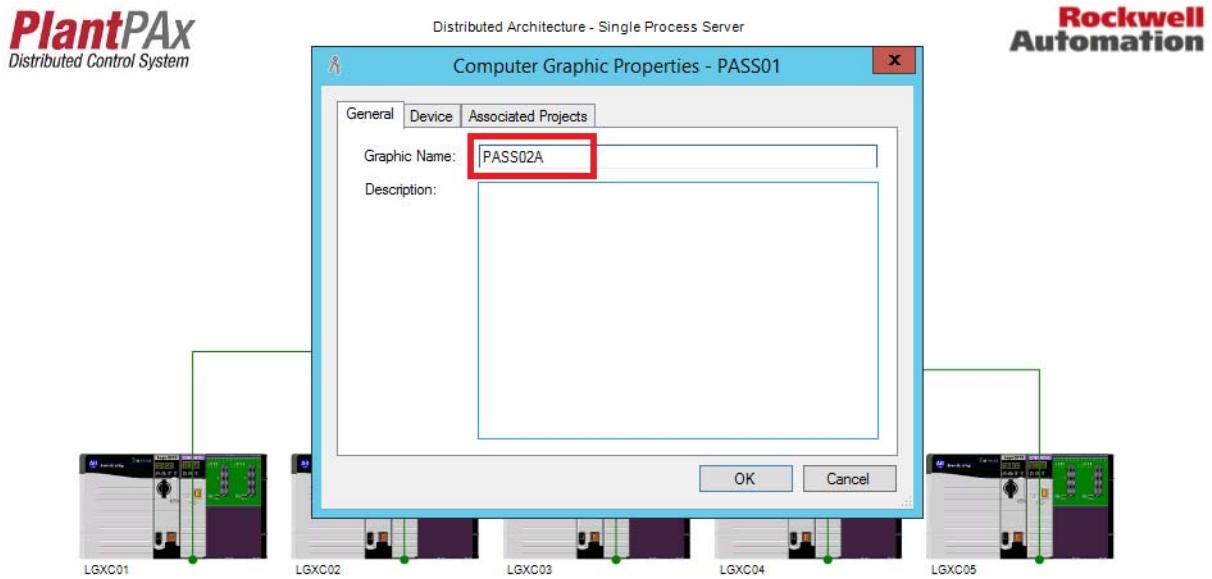 PlantPAx
Distributed Control System
Distributed Architecture - Single Process Server
Rockwell
Automation
Computer Graphic Properties - PASS01
x
General Device Associated Projects
Graphic Name: PASS02A
Description:
OK Cancel
LGXC01 LGXC02 LGXC03 LGXC04 LGXC05